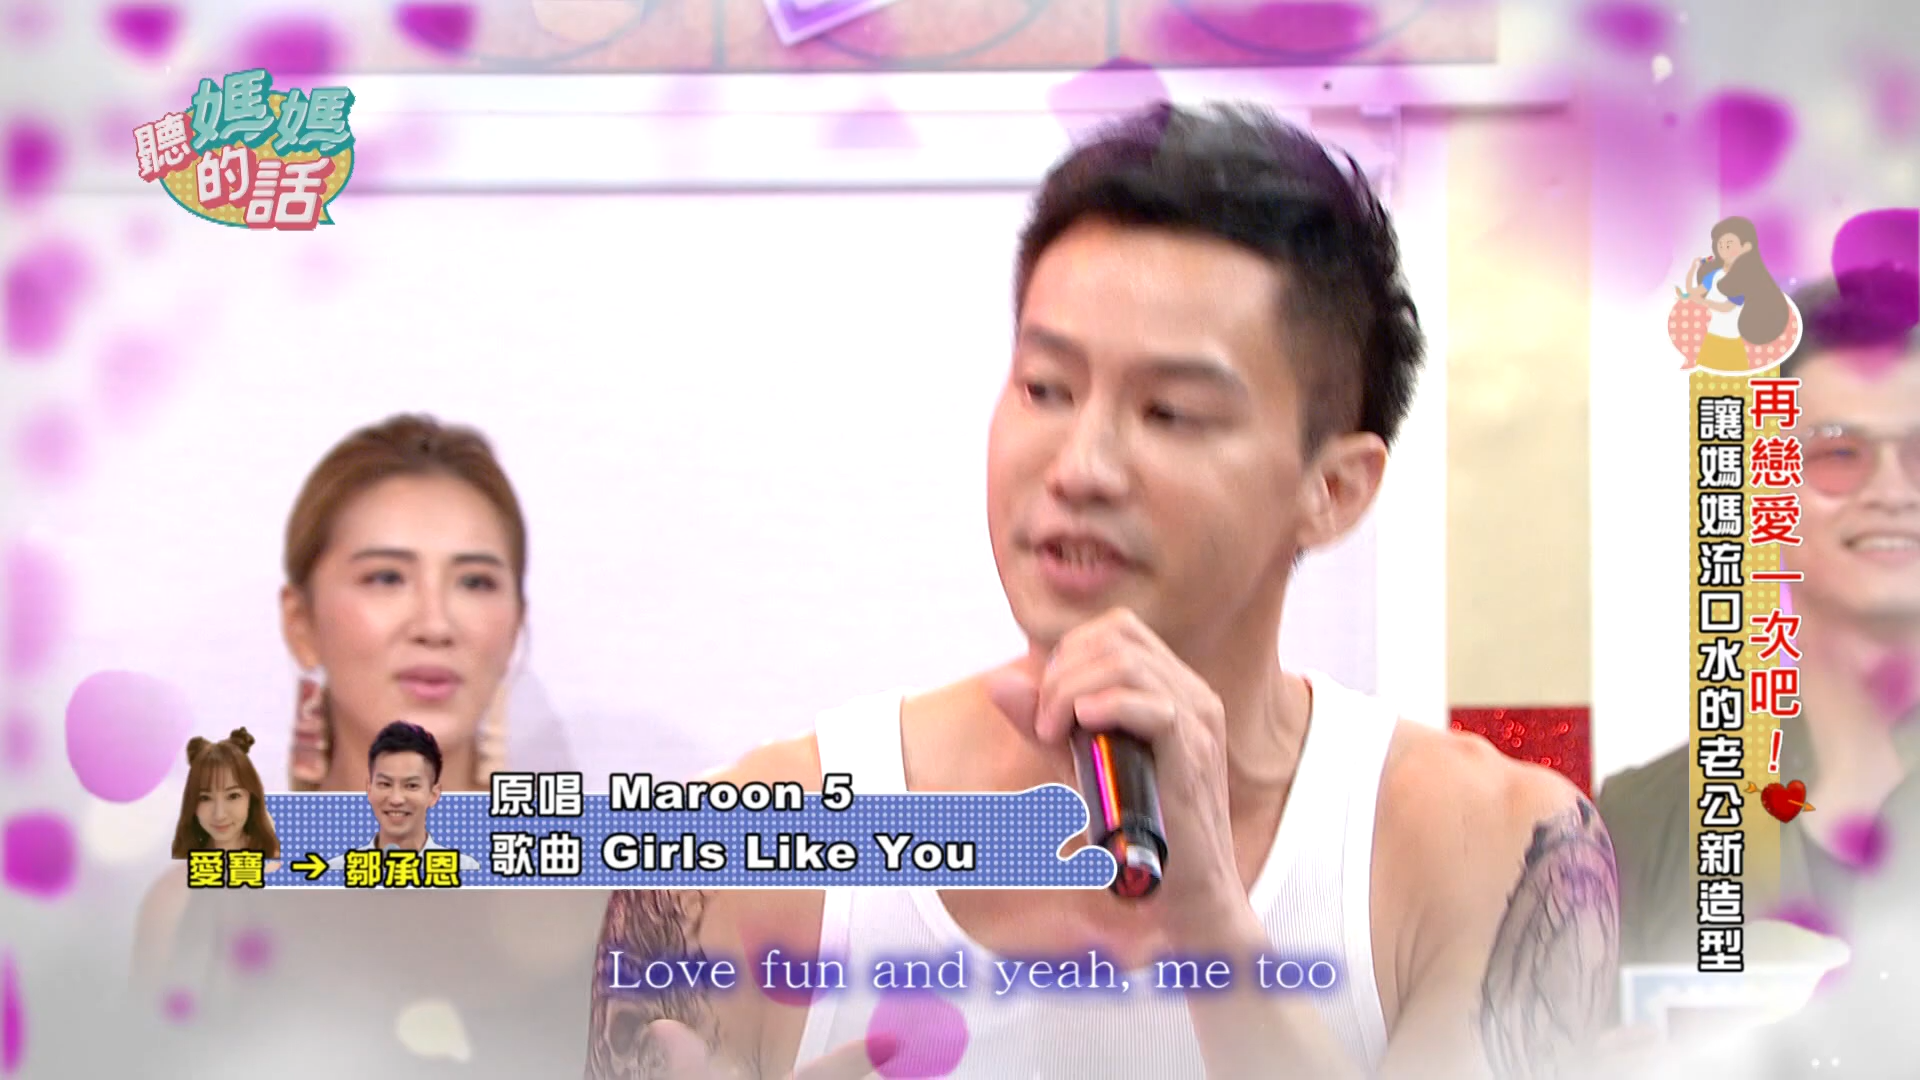 聽媽媽的話
再戀愛一次吧！
讓媽媽流口水的老公新造型
愛寶 → 鄒承恩
原唱 Maroon 5
歌曲 Girls Like You
Love fun and yeah, me too